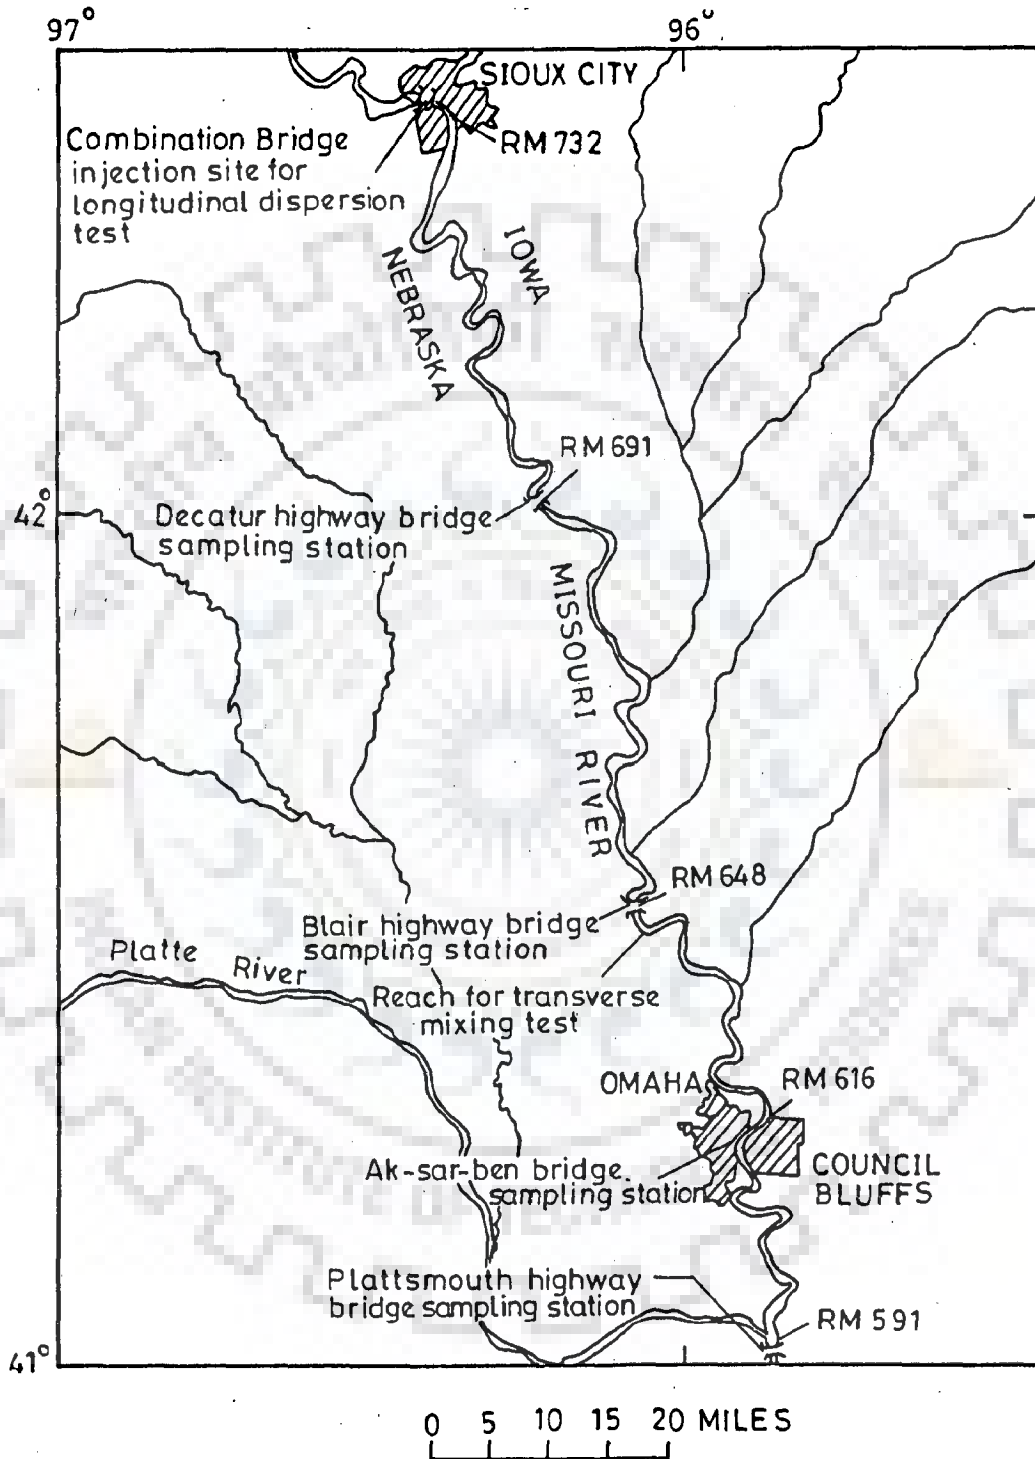 97°
96°
SIOUX CITY
RM 732
Combination Bridge
injection site for
longitudinal dispersion
test
IOWA
NEBRASKA
RM 691
42°
Decatur highway bridge
sampling station
MISSOURI RIVER
RM 648
Blair highway bridge
sampling station
Platte River
Reach for transverse
mixing test
OMAHA
RM 616
Ak-sar-ben bridge
sampling station
COUNCIL
BLUFFS
Plattsmouth highway
bridge sampling station
RM 591
41°
0 5 10 15 20 MILES